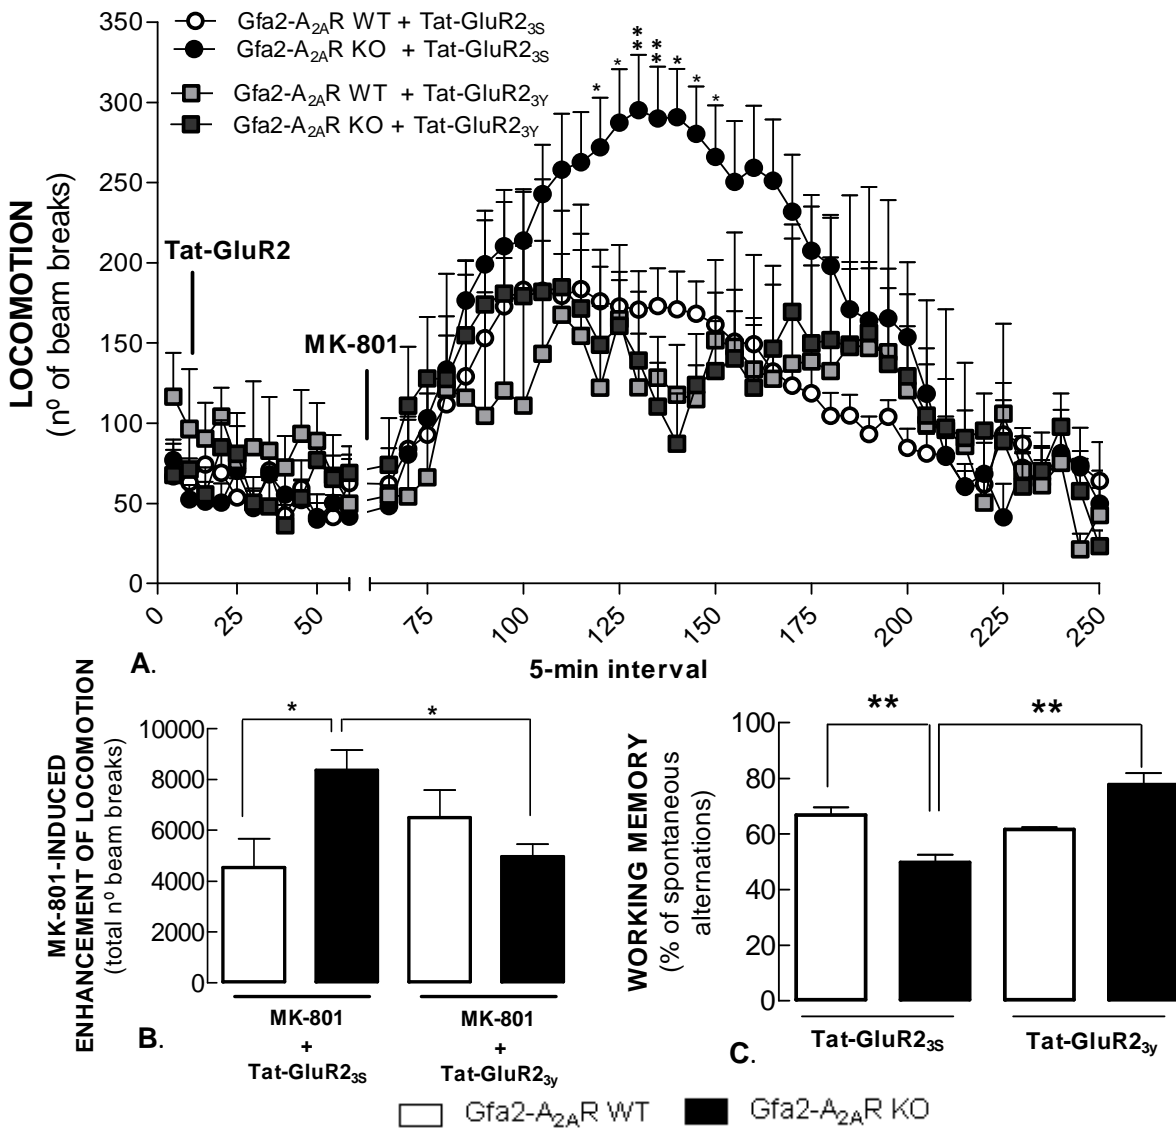 350
300
250
200
150
100
50
0
LOCOMOTION
(nº of beam breaks)
Gfa2-A2AR WT + Tat-GluR23S
Gfa2-A2AR KO + Tat-GluR23S
Gfa2-A2AR WT + Tat-GluR23Y
Gfa2-A2AR KO + Tat-GluR23Y
* * ** ** * * *
Tat-GluR2
MK-801
0 25 50 75 100 125 150 175 200 225 250
5-min interval
A.
MK-801-INDUCED
ENHANCEMENT OF LOCOMOTION
(total nº beam breaks)
10000
8000
6000
4000
2000
0
* *
MK-801 MK-801
+ +
Tat-GluR23S Tat-GluR23y
B.
WORKING MEMORY
(% of spontaneous
alternations)
100
80
60
40
20
0
** **
Tat-GluR23S Tat-GluR23y
C.
Gfa2-A2AR WT Gfa2-A2AR KO